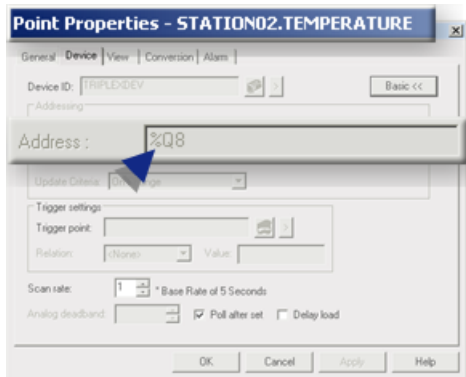 Point Properties - STATION02.TEMPERATURE
General Device View Conversion Alarm
Device ID: TRIPLEXDEV Basic <<
Addressing
Address : %Q8
Update Criteria: On Change
Trigger settings
Trigger point:
Relation: <None> Value:
Scan rate: 1 * Base Rate of 5 Seconds
Analog deadband: Poll after set Delay load
OK Cancel Apply Help